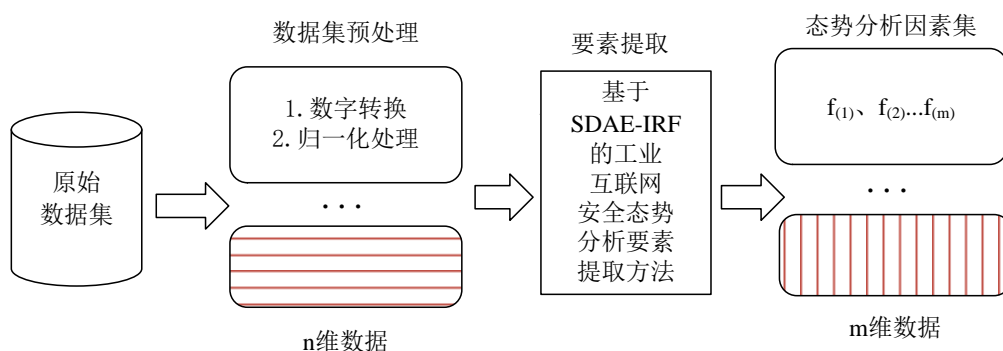 数据集预处理
要素提取
态势分析因素集
原始
数据集
1.数字转换
2.归一化处理
...
n维数据
基于
SDAE-IRF
的工业
互联网
安全态势
分析要素
提取方法
f(1)、f(2)...f(m)
...
m维数据